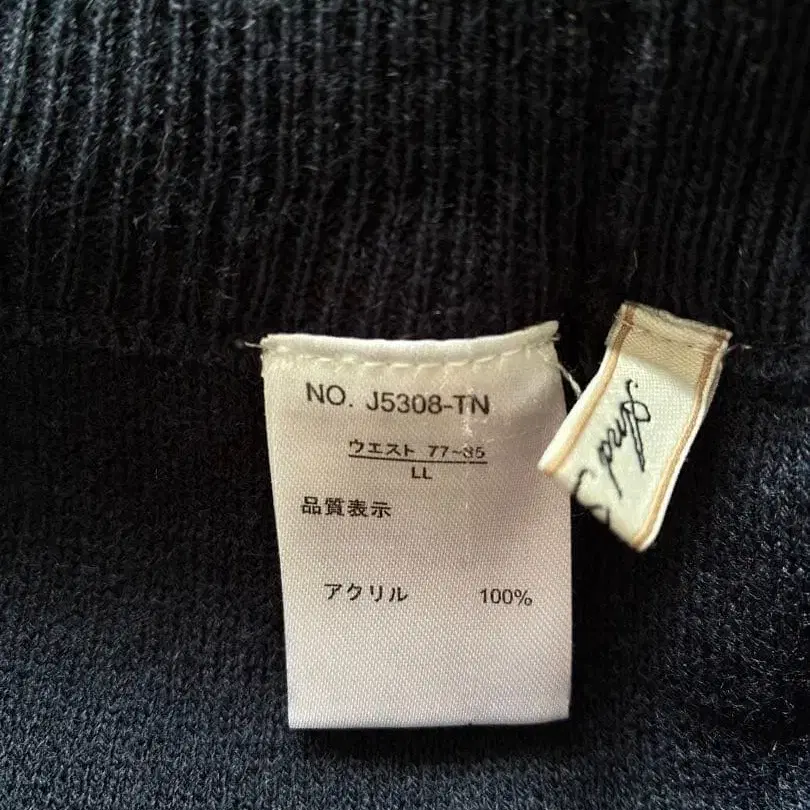 NO. J5308-TN
ウエスト 77~85
LL
品質表示
アクリル 100%
And